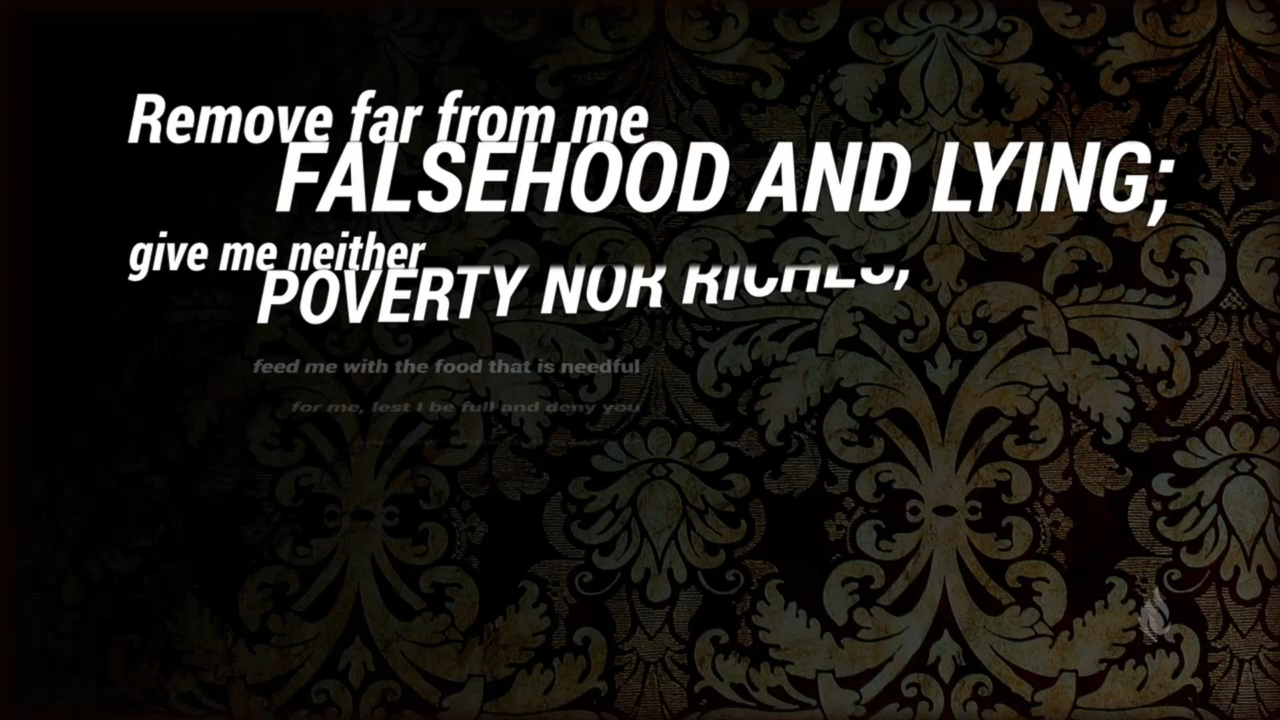 Remove far from me
FALSEHOOD AND LYING;
give me neither
POVERTY NOR RICHES;
feed me with the food that is needful
for me, lest I be full and deny you